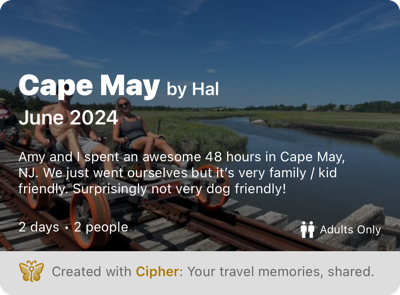 Cape May by Hal
June 2024
Amy and I spent an awesome 48 hours in Cape May,
NJ. We just went ourselves but it's very family / kid
friendly. Surprisingly not very dog friendly!
2 days • 2 people
Adults Only
Created with Cipher: Your travel memories, shared.